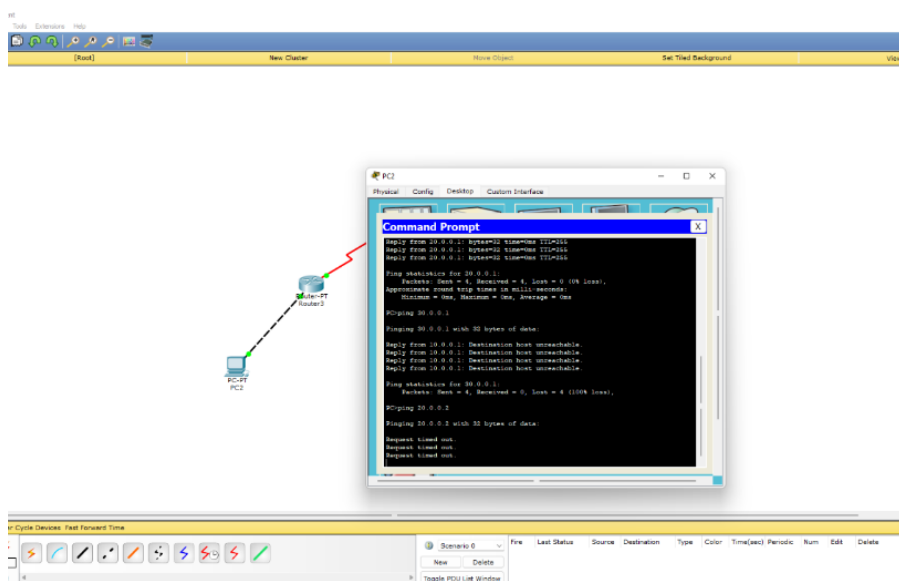 Tools Extensions Help
[Root] New Cluster Move Object Set Tiled Background
PC2
Physical Config Desktop Custom Interface
Command Prompt X
Reply from 20.0.0.1: bytes=32 time=0ms TTL=255
Reply from 20.0.0.1: bytes=32 time=0ms TTL=255
Reply from 20.0.0.1: bytes=32 time=0ms TTL=255
Ping statistics for 20.0.0.1:
Packets: Sent = 4, Received = 4, Lost = 0 (0% loss),
Approximate round trip times in milli-seconds:
Minimum = 0ms, Maximum = 0ms, Average = 0ms
PC>ping 30.0.0.1
Pinging 30.0.0.1 with 32 bytes of data:
Reply from 10.0.0.1: Destination host unreachable.
Reply from 10.0.0.1: Destination host unreachable.
Reply from 10.0.0.1: Destination host unreachable.
Reply from 10.0.0.1: Destination host unreachable.
Ping statistics for 30.0.0.1:
Packets: Sent = 4, Received = 0, Lost = 4 (100% loss),
PC>ping 20.0.0.2
Pinging 20.0.0.2 with 32 bytes of data:
Request timed out.
Request timed out.
Request timed out.
Router-PT
Router3
PC-PT
PC2
Cycle Devices Fast Forward Time
Scenario 0
New Delete
Toggle PDU List Window
Fire Last Status Source Destination Type Color Time(sec) Periodic Num Edit Delete